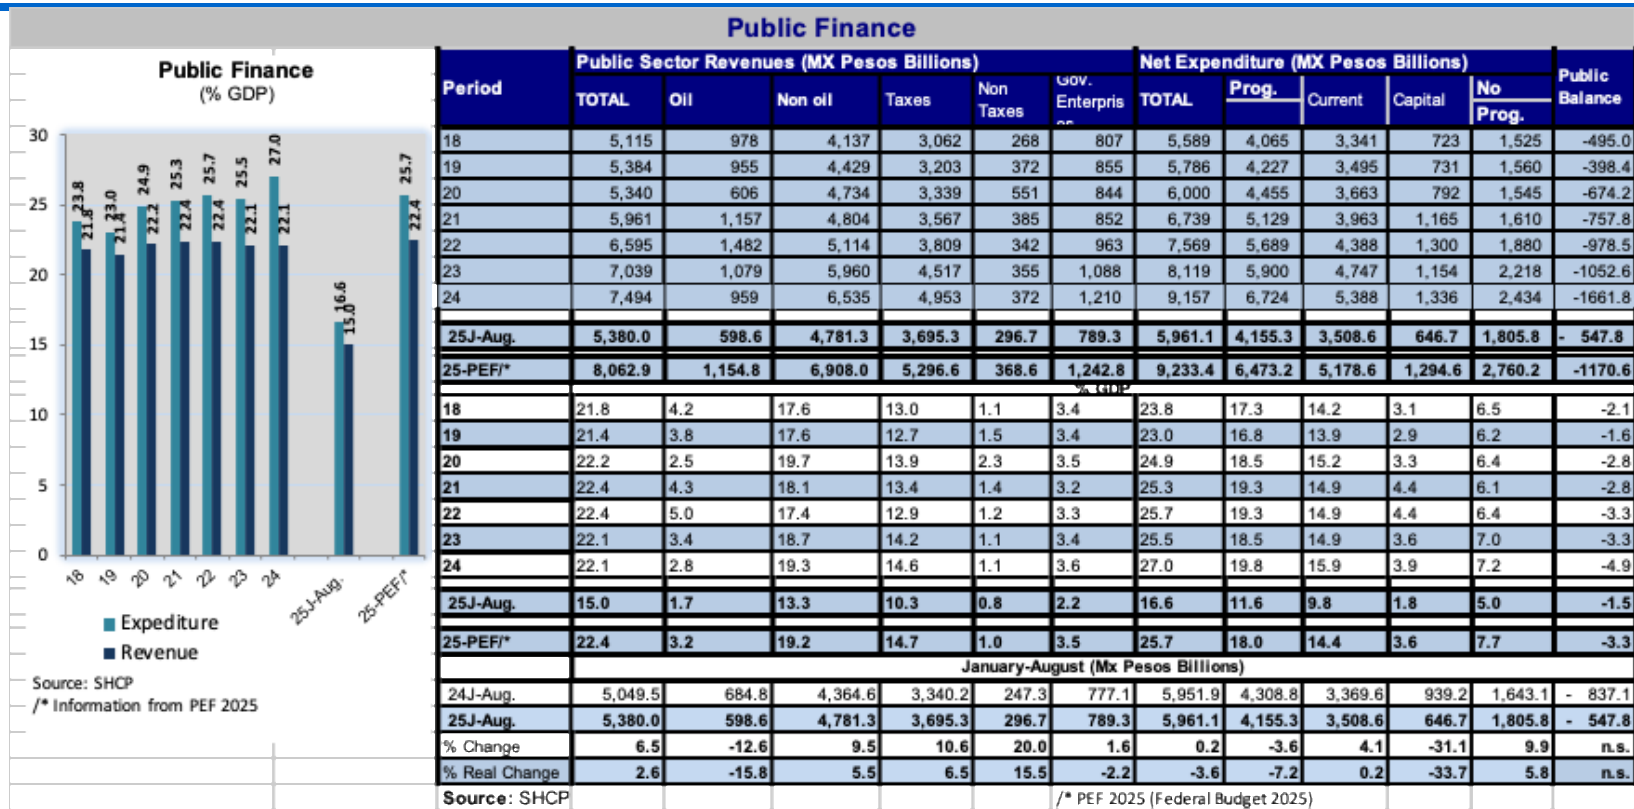 Public Finance
Public Finance
(% GDP)
30
25
20
15
10
5
0
23.8
21.8
23.0
21.4
24.9
22.2
25.3
22.4
25.7
22.4
25.5
22.1
27.0
22.1
16.6
15.0
25.7
22.4
18 19 20 21 22 23 24 25J-Aug. 25-PEF/*
Expediture
Revenue
Source: SHCP
/* Information from PEF 2025
Period Public Sector Revenues (MX Pesos Billions) Net Expenditure (MX Pesos Billions) Public Balance
TOTAL Oil Non oil Taxes Non Taxes Gov. Enterprises TOTAL Prog. Current Capital No Prog.
18 5,115 978 4,137 3,062 268 807 5,589 4,065 3,341 723 1,525 -495.0
19 5,384 955 4,429 3,203 372 855 5,786 4,227 3,495 731 1,560 -398.4
20 5,340 606 4,734 3,339 551 844 6,000 4,455 3,663 792 1,545 -674.2
21 5,961 1,157 4,804 3,567 385 852 6,739 5,129 3,963 1,165 1,610 -757.8
22 6,595 1,482 5,114 3,809 342 963 7,569 5,689 4,388 1,300 1,880 -978.5
23 7,039 1,079 5,960 4,517 355 1,088 8,119 5,900 4,747 1,154 2,218 -1052.6
24 7,494 959 6,535 4,953 372 1,210 9,157 6,724 5,388 1,336 2,434 -1661.8
25J-Aug. 5,380.0 598.6 4,781.3 3,695.3 296.7 789.3 5,961.1 4,155.3 3,508.6 646.7 1,805.8 - 547.8
25-PEF/* 8,062.9 1,154.8 6,908.0 5,296.6 368.6 1,242.8 9,233.4 6,473.2 5,178.6 1,294.6 2,760.2 -1170.6
% GDP
18 21.8 4.2 17.6 13.0 1.1 3.4 23.8 17.3 14.2 3.1 6.5 -2.1
19 21.4 3.8 17.6 12.7 1.5 3.4 23.0 16.8 13.9 2.9 6.2 -1.6
20 22.2 2.5 19.7 13.9 2.3 3.5 24.9 18.5 15.2 3.3 6.4 -2.8
21 22.4 4.3 18.1 13.4 1.4 3.2 25.3 19.3 14.9 4.4 6.1 -2.8
22 22.4 5.0 17.4 12.9 1.2 3.3 25.7 19.3 14.9 4.4 6.4 -3.3
23 22.1 3.4 18.7 14.2 1.1 3.4 25.5 18.5 14.9 3.6 7.0 -3.3
24 22.1 2.8 19.3 14.6 1.1 3.6 27.0 19.8 15.9 3.9 7.2 -4.9
25J-Aug. 15.0 1.7 13.3 10.3 0.8 2.2 16.6 11.6 9.8 1.8 5.0 -1.5
25-PEF/* 22.4 3.2 19.2 14.7 1.0 3.5 25.7 18.0 14.4 3.6 7.7 -3.3
January-August (Mx Pesos Billions)
24J-Aug. 5,049.5 684.8 4,364.6 3,340.2 247.3 777.1 5,951.9 4,308.8 3,369.6 939.2 1,643.1 - 837.1
25J-Aug. 5,380.0 598.6 4,781.3 3,695.3 296.7 789.3 5,961.1 4,155.3 3,508.6 646.7 1,805.8 - 547.8
% Change 6.5 -12.6 9.5 10.6 20.0 1.6 0.2 -3.6 4.1 -31.1 9.9 n.s.
% Real Change 2.6 -15.8 5.5 6.5 15.5 -2.2 -3.6 -7.2 0.2 -33.7 5.8 n.s.
Source: SHCP /* PEF 2025 (Federal Budget 2025)